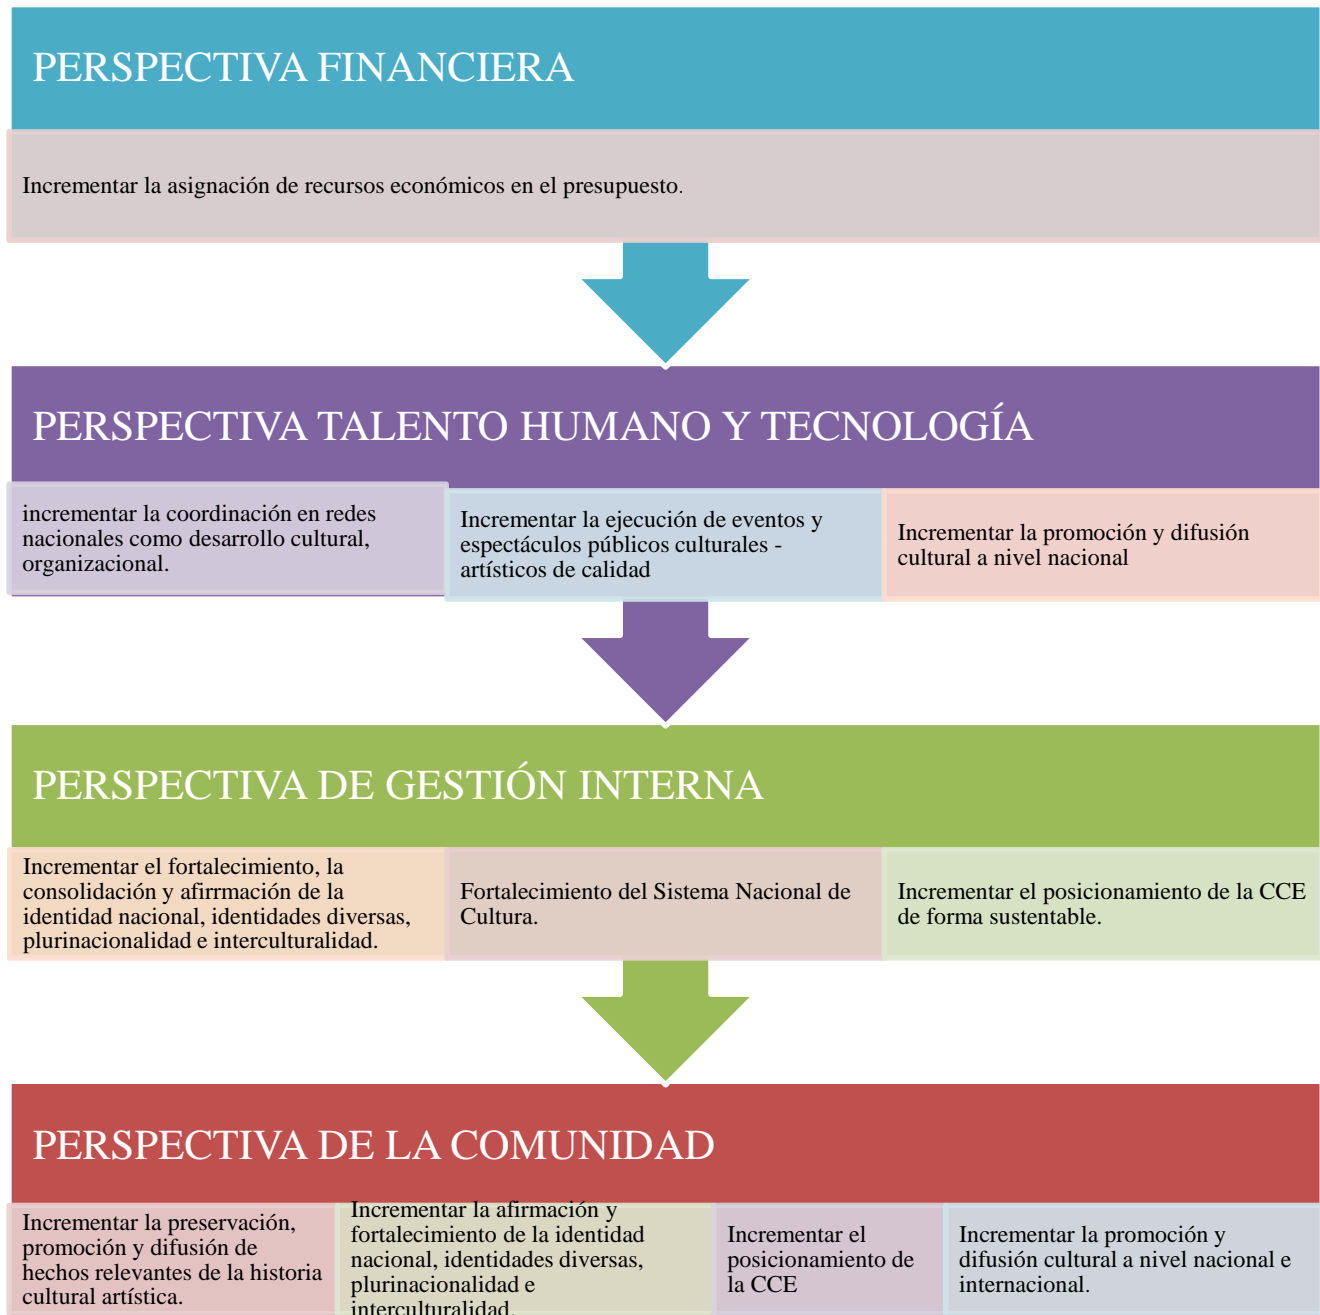 PERSPECTIVA FINANCIERA
Incrementar la asignación de recursos económicos en el presupuesto.
PERSPECTIVA TALENTO HUMANO Y TECNOLOGÍA
incrementar la coordinación en redes
nacionales como desarrollo cultural,
organizacional.
Incrementar la ejecución de eventos y
espectáculos públicos culturales -
artísticos de calidad
Incrementar la promoción y difusión
cultural a nivel nacional
PERSPECTIVA DE GESTIÓN INTERNA
Incrementar el fortalecimiento, la
consolidación y afirrmación de la
identidad nacional, identidades diversas,
plurinacionalidad e interculturalidad.
Fortalecimiento del Sistema Nacional de
Cultura.
Incrementar el posicionamiento de la CCE
de forma sustentable.
PERSPECTIVA DE LA COMUNIDAD
Incrementar la preservación,
promoción y difusión de
hechos relevantes de la historia
cultural artística.
Incrementar la afirmación y
fortalecimiento de la identidad
nacional, identidades diversas,
plurinacionalidad e
interculturalidad.
Incrementar el
posicionamiento de
la CCE
Incrementar la promoción y
difusión cultural a nivel nacional e
internacional.